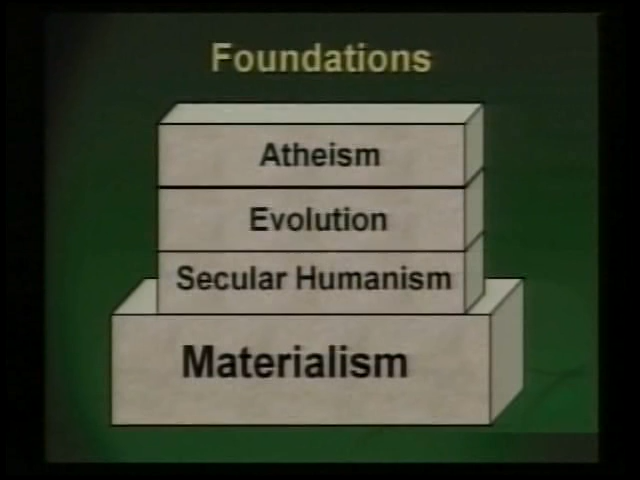 Foundations
Atheism
Evolution
Secular Humanism
Materialism